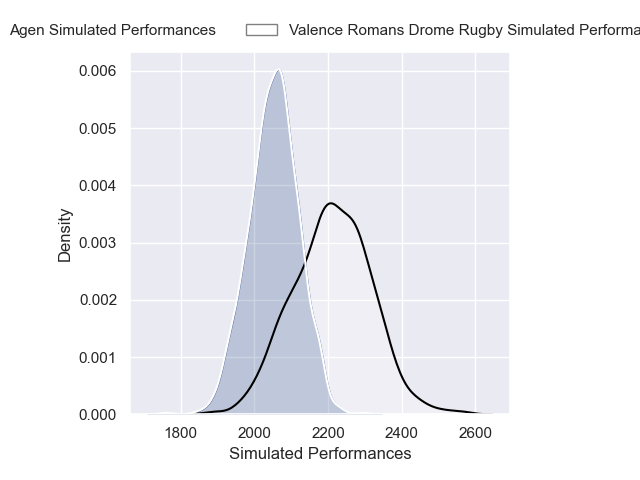 Agen Simulated Performances
Valence Romans Drome Rugby Simulated Performa
0.006
0.005
0.004
0.003
0.002
0.001
0.000
Density
1800 2000 2200 2400 2600
Simulated Performances